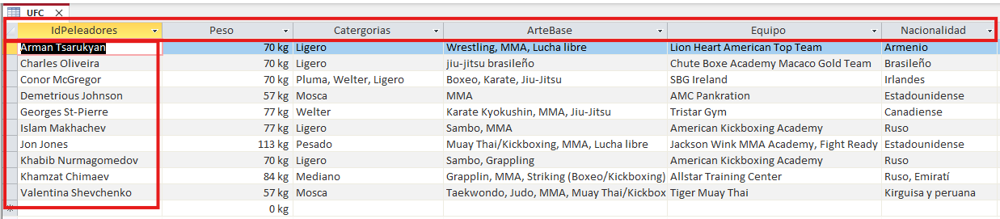 UFC
IdPeleadores Peso Catergorias ArteBase Equipo Nacionalidad
Arman Tsarukyan 70 kg Ligero Wrestling, MMA, Lucha libre Lion Heart American Top Team Armenio
Charles Oliveira 70 kg Ligero jiu-jitsu brasileño Chute Boxe Academy Macaco Gold Team Brasileño
Conor McGregor 70 kg Pluma, Welter, Ligero Boxeo, Karate, Jiu-Jitsu SBG Ireland Irlandes
Demetrious Johnson 57 kg Mosca MMA AMC Pankration Estadounidense
Georges St-Pierre 77 kg Welter Karate Kyokushin, MMA, Jiu-Jitsu Tristar Gym Canadiense
Islam Makhachev 77 kg Ligero Sambo, MMA American Kickboxing Academy Ruso
Jon Jones 113 kg Pesado Muay Thai/Kickboxing, MMA, Lucha libre Jackson Wink MMA Academy, Fight Ready Estadounidense
Khabib Nurmagomedov 70 kg Ligero Sambo, Grappling American Kickboxing Academy Ruso
Khamzat Chimaev 84 kg Mediano Grapplin, MMA, Striking (Boxeo/Kickboxing) Allstar Training Center Ruso, Emiratí
Valentina Shevchenko 57 kg Mosca Taekwondo, Judo, MMA, Muay Thai/Kickbox Tiger Muay Thai Kirguisa y peruana
0 kg